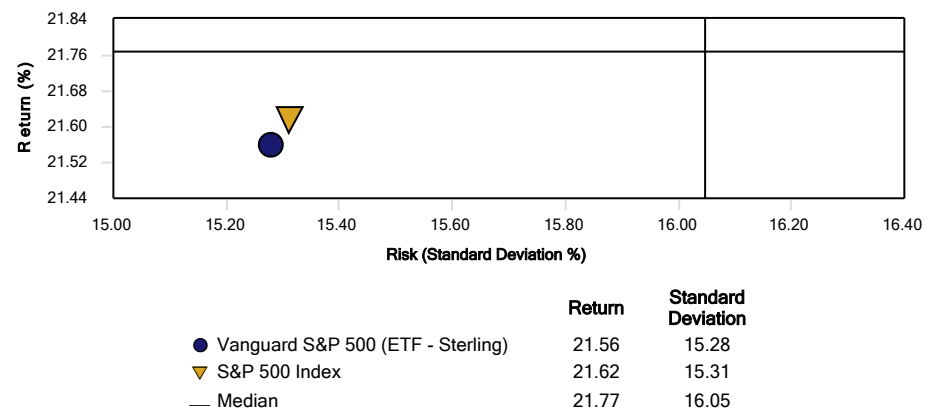 21.84
21.76
21.68
21.60
21.52
21.44
Return (%)
15.00 15.20 15.40 15.60 15.80 16.00 16.20 16.40
Risk (Standard Deviation %)
Return Standard Deviation
Vanguard S&P 500 (ETF - Sterling) 21.56 15.28
S&P 500 Index 21.62 15.31
Median 21.77 16.05